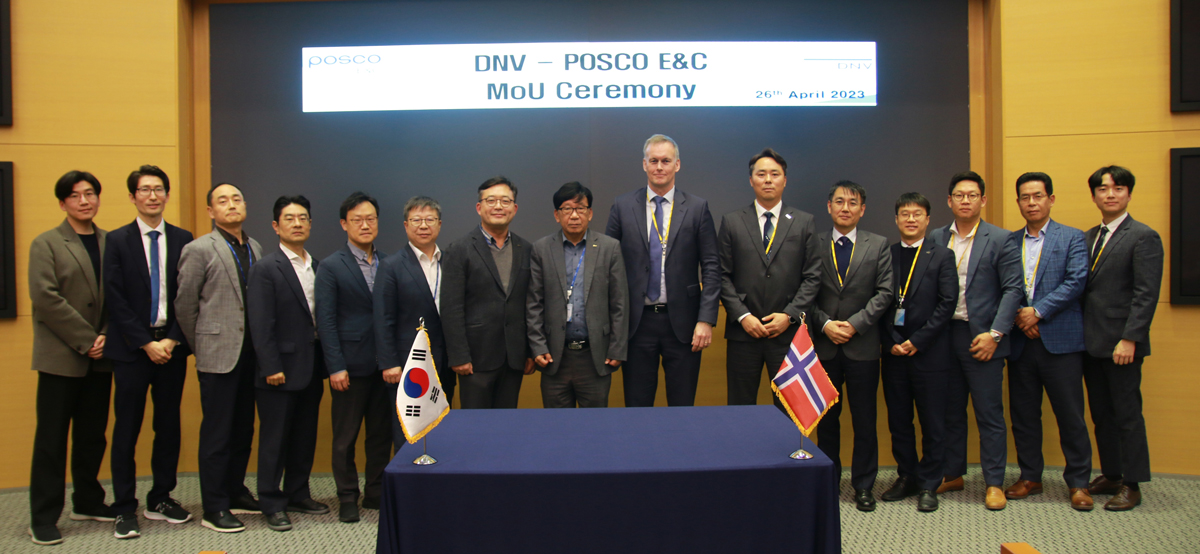 posco
DNV – POSCO E&C
MoU Ceremony
DNV
26th April 2023